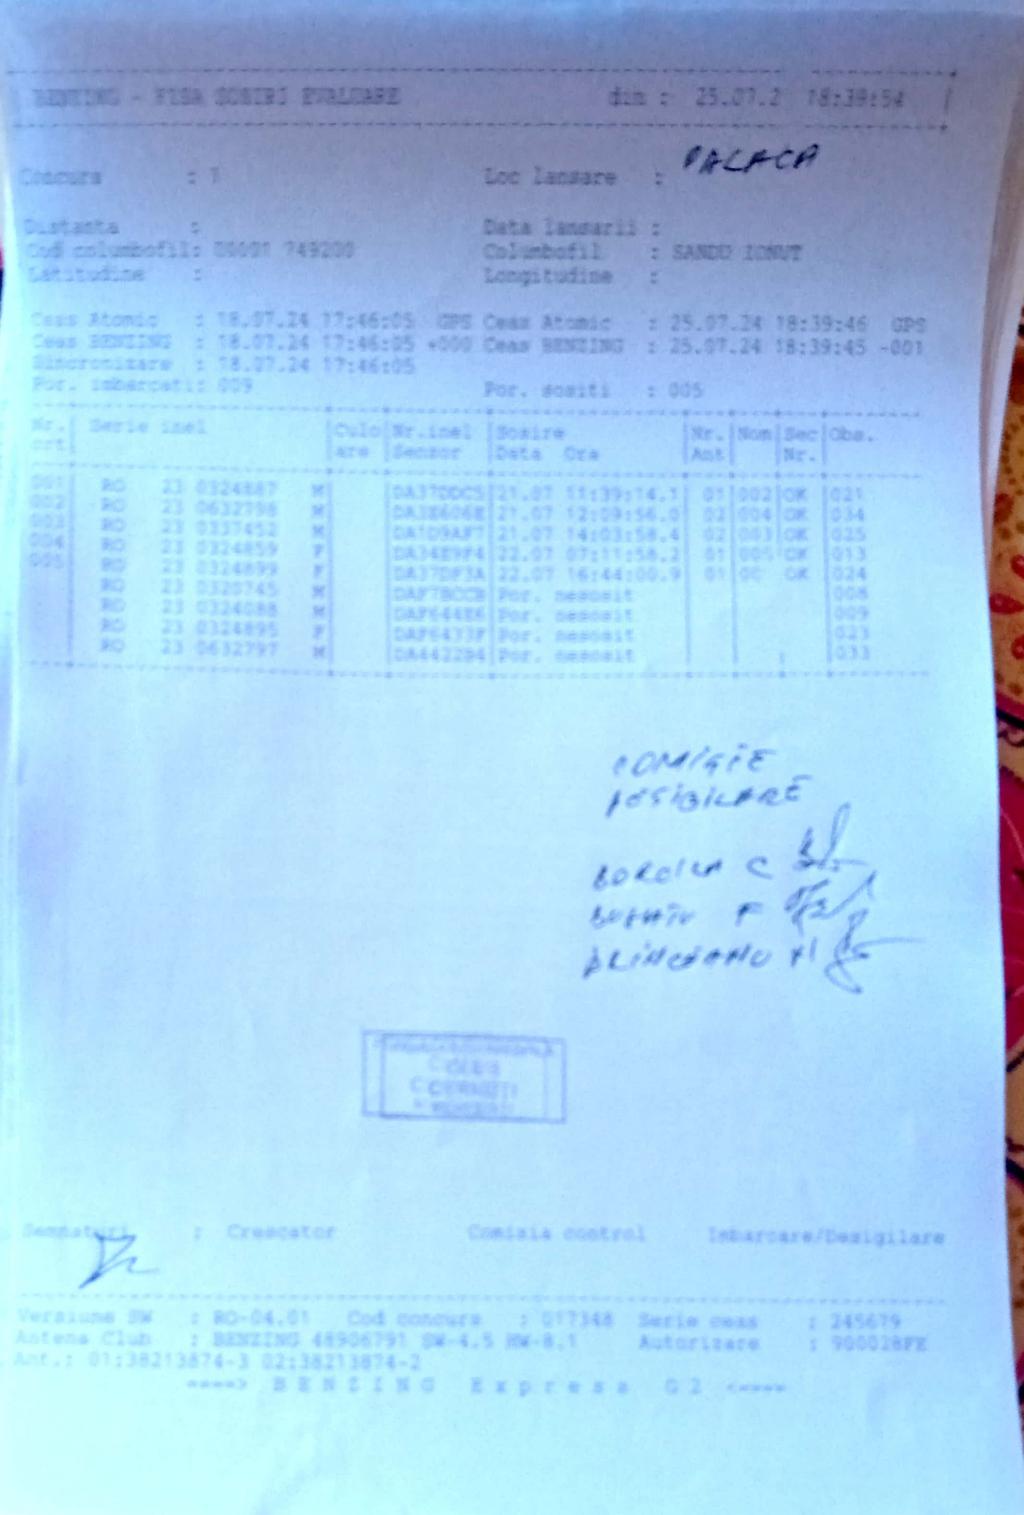 BENZING - FISA SOSIRI EVALUARE din : 25.07.2 18:39:54
Concurs : 1 Loc lansare : PALACA
Distanta : Data lansarii :
Cod columbofil: 00001 749200 Columbofil : SANDU IONUT
Latitudine : Longitudine :
Ceas Atomic : 18.07.24 17:46:05 GPS Ceas Atomic : 25.07.24 18:39:46 GPS
Ceas BENZING : 18.07.24 17:46:05 +000 Ceas BENZING : 25.07.24 18:39:45 -001
Sincronizare : 18.07.24 17:46:05
Por. imbarcati: 009 Por. sositi : 005
Nr. Serie inel Culo Nr.inel Sosire Nr. Nom Sec Obs.
crt are Senzor Data Ora Ant Nr.
001 RO 23 0324887 M DA37DDC5 21.07 11:39:14.1 01 002 OK 021
002 RO 23 0632798 M DA3E606E 21.07 12:09:56.0 02 004 OK 034
003 RO 23 0337452 M DA1D9AF7 21.07 14:03:58.4 02 003 OK 025
004 RO 23 0324859 F DA34E9F4 22.07 07:11:58.2 01 005 OK 013
005 RO 23 0324899 F DA37DF3A 22.07 16:44:00.9 01 OK 024
RO 23 0320745 M DAF7BCCB Por. nesosit 008
RO 23 0324088 M DAF644E6 Por. nesosit 009
RO 23 0324895 F DAF6433F Por. nesosit 023
RO 23 0632797 M DA4422B4 Por. nesosit 033
COMISIE
DESIGILARE
C
F
Semnaturi : Crescator Comisia control Imbarcare/Desigilare
Versiune SW : RO-04.01 Cod concurs : 017348 Serie ceas : 245679
Antena Club : BENZING 48906791 SW-4.5 HW-8.1 Autorizare : 900028FE
Ant.: 01:38213874-3 02:38213874-2
====> BENZING Express G2 <====